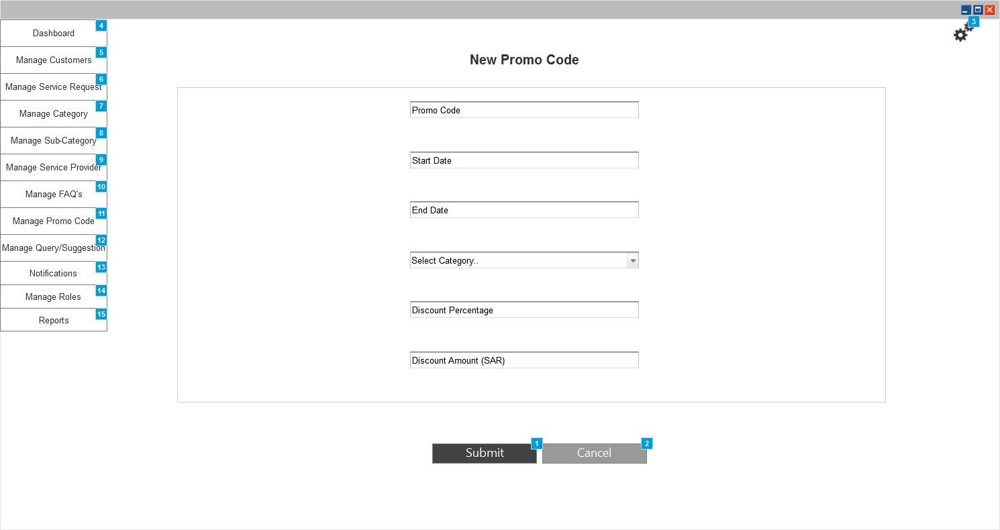 3
4
Dashboard
5
Manage Customers
6
Manage Service Request
7
Manage Category
8
Manage Sub-Category
9
Manage Service Provider
10
Manage FAQ's
11
Manage Promo Code
12
Manage Query/Suggestion
13
Notifications
14
Manage Roles
15
Reports
New Promo Code
Promo Code
Start Date
End Date
Select Category..
Discount Percentage
Discount Amount (SAR)
1
Submit
2
Cancel